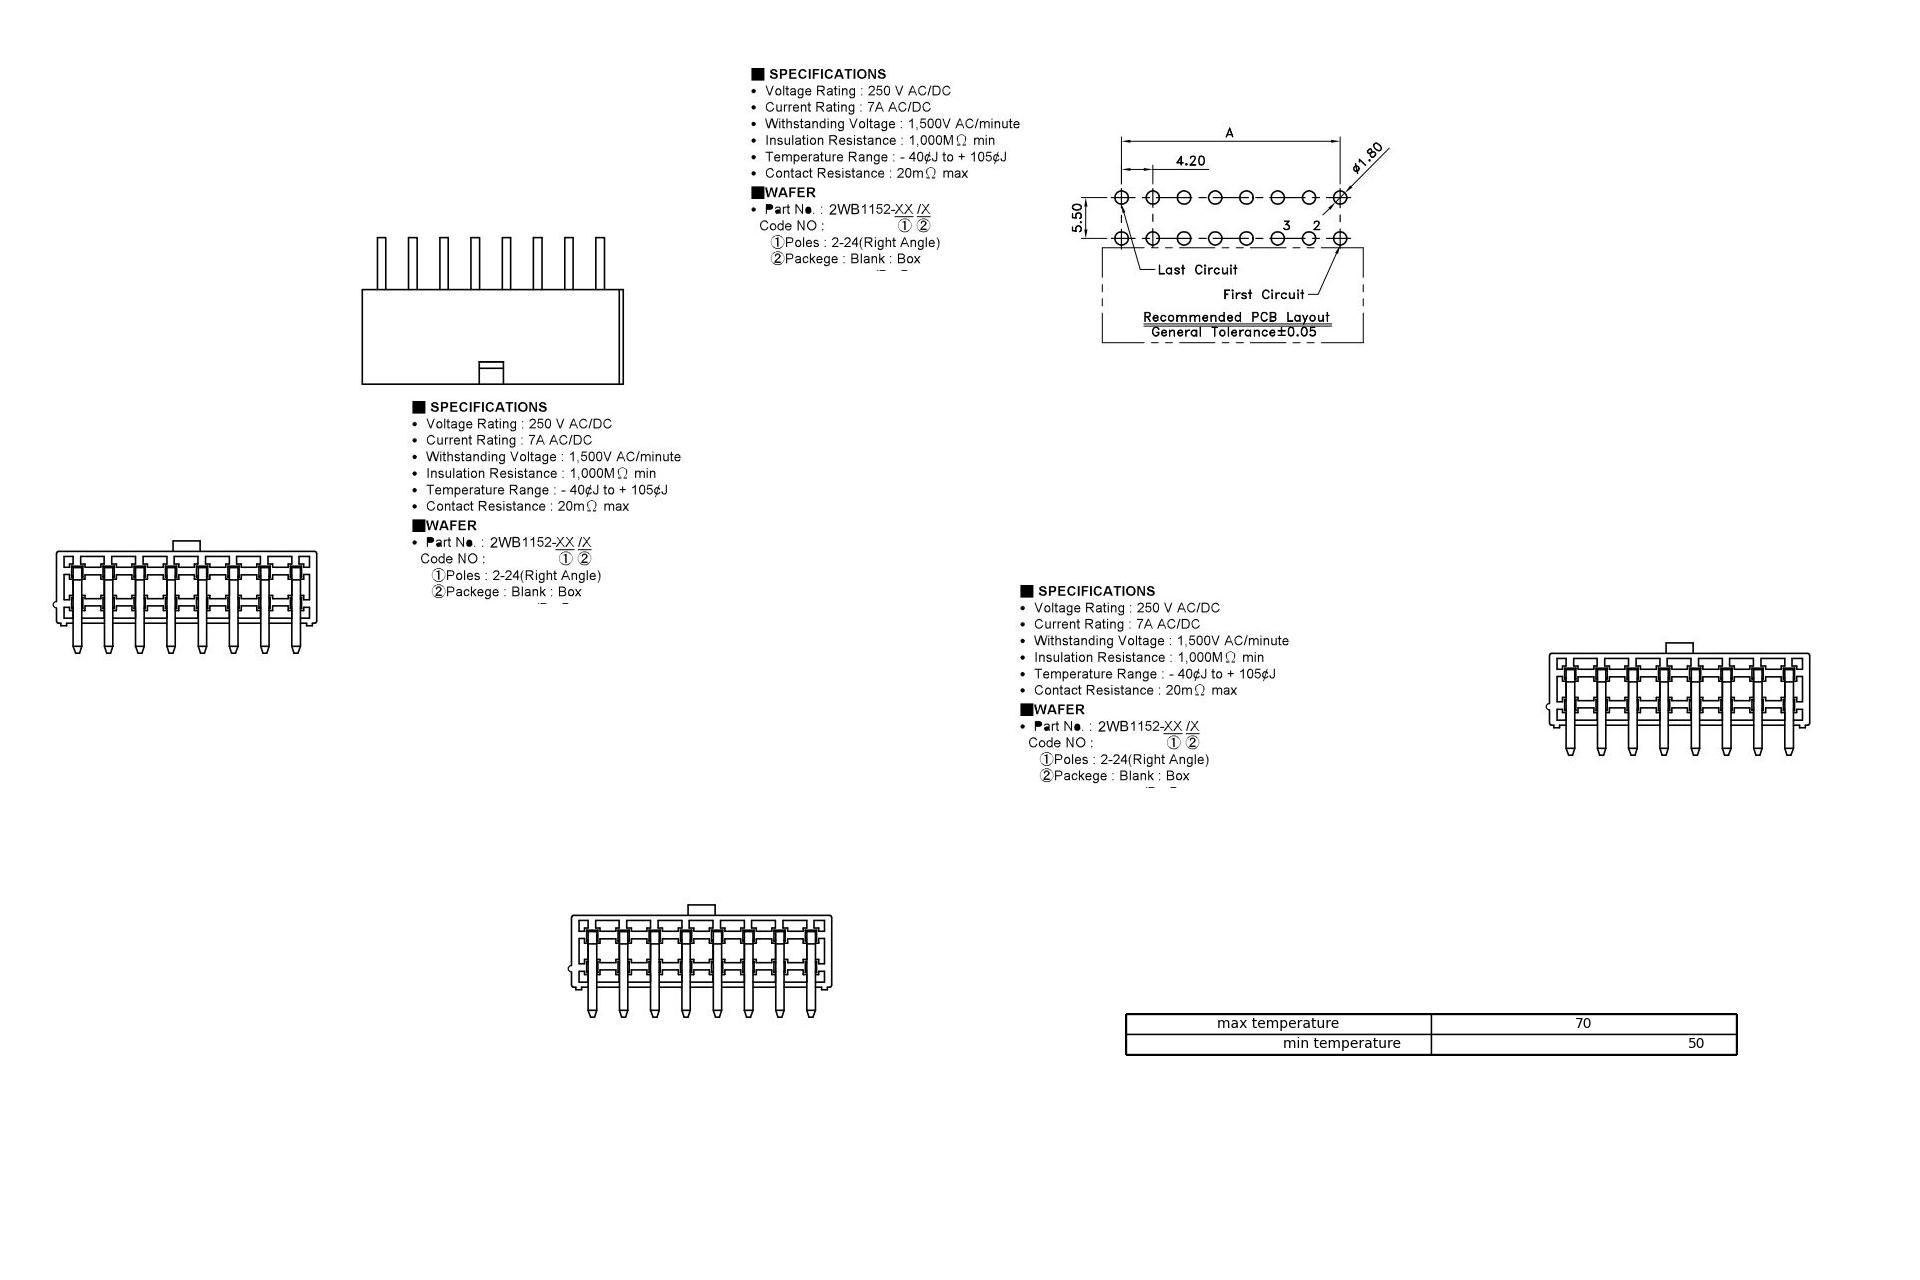 ■ SPECIFICATIONS
• Voltage Rating : 250 V AC/DC
• Current Rating : 7A AC/DC
• Withstanding Voltage : 1,500V AC/minute
• Insulation Resistance : 1,000MΩ min
• Temperature Range : - 40¢J to + 105¢J
• Contact Resistance : 20mΩ max
■WAFER
• Part No. : 2WB1152-XX /X
Code NO : ① ②
①Poles : 2-24(Right Angle)
②Packege : Blank : Box
A
4.20
ø1.80
5.50
3 2
Last Circuit
First Circuit
Recommended PCB Layout
General Tolerance±0.05
■ SPECIFICATIONS
• Voltage Rating : 250 V AC/DC
• Current Rating : 7A AC/DC
• Withstanding Voltage : 1,500V AC/minute
• Insulation Resistance : 1,000MΩ min
• Temperature Range : - 40¢J to + 105¢J
• Contact Resistance : 20mΩ max
■WAFER
• Part No. : 2WB1152-XX /X
Code NO : ① ②
①Poles : 2-24(Right Angle)
②Packege : Blank : Box
■ SPECIFICATIONS
• Voltage Rating : 250 V AC/DC
• Current Rating : 7A AC/DC
• Withstanding Voltage : 1,500V AC/minute
• Insulation Resistance : 1,000MΩ min
• Temperature Range : - 40¢J to + 105¢J
• Contact Resistance : 20mΩ max
■WAFER
• Part No. : 2WB1152-XX /X
Code NO : ① ②
①Poles : 2-24(Right Angle)
②Packege : Blank : Box
max temperature 70
min temperature 50